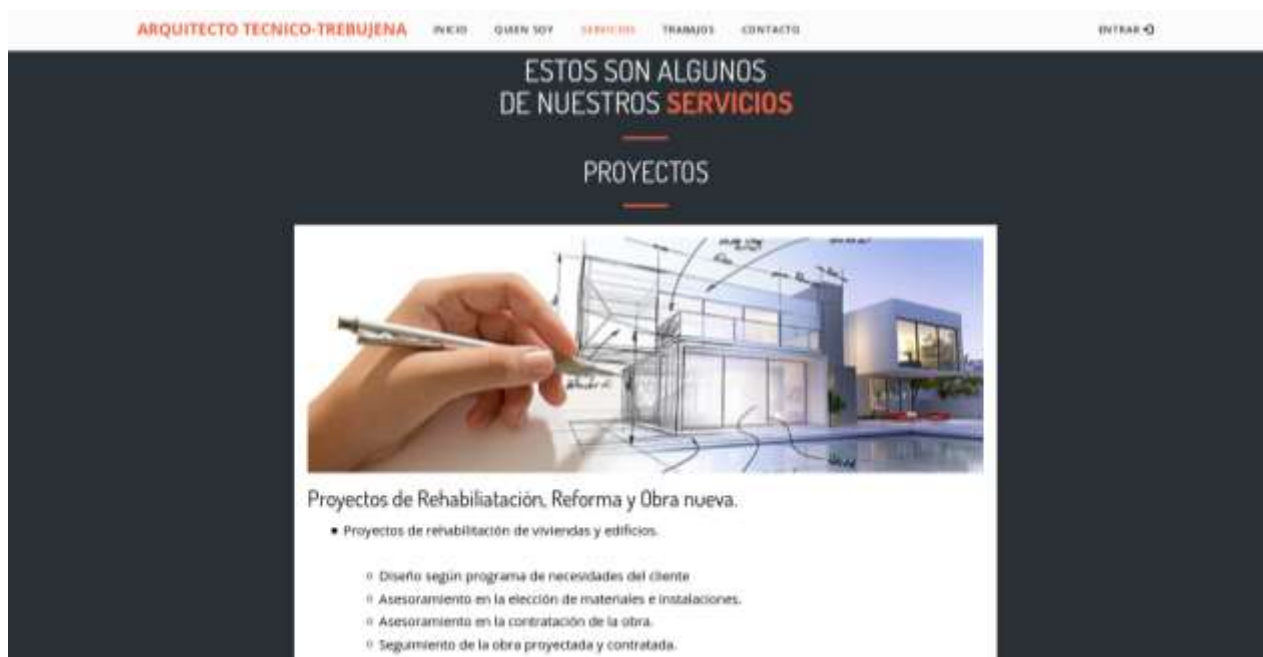 ARQUITECTO TECNICO-TREBUJENA INICIO QUIEN SOY SERVICIOS TRABAJOS CONTACTO ENTRAR
ESTOS SON ALGUNOS
DE NUESTROS SERVICIOS
PROYECTOS
Proyectos de Rehabiliatación, Reforma y Obra nueva.
Proyectos de rehabilitación de viviendas y edificios.
Diseño según programa de necesidades del cliente
Asesoramiento en la elección de materiales e instalaciones.
Asesoramiento en la contratación de la obra.
Seguimiento de la obra proyectada y contratada.